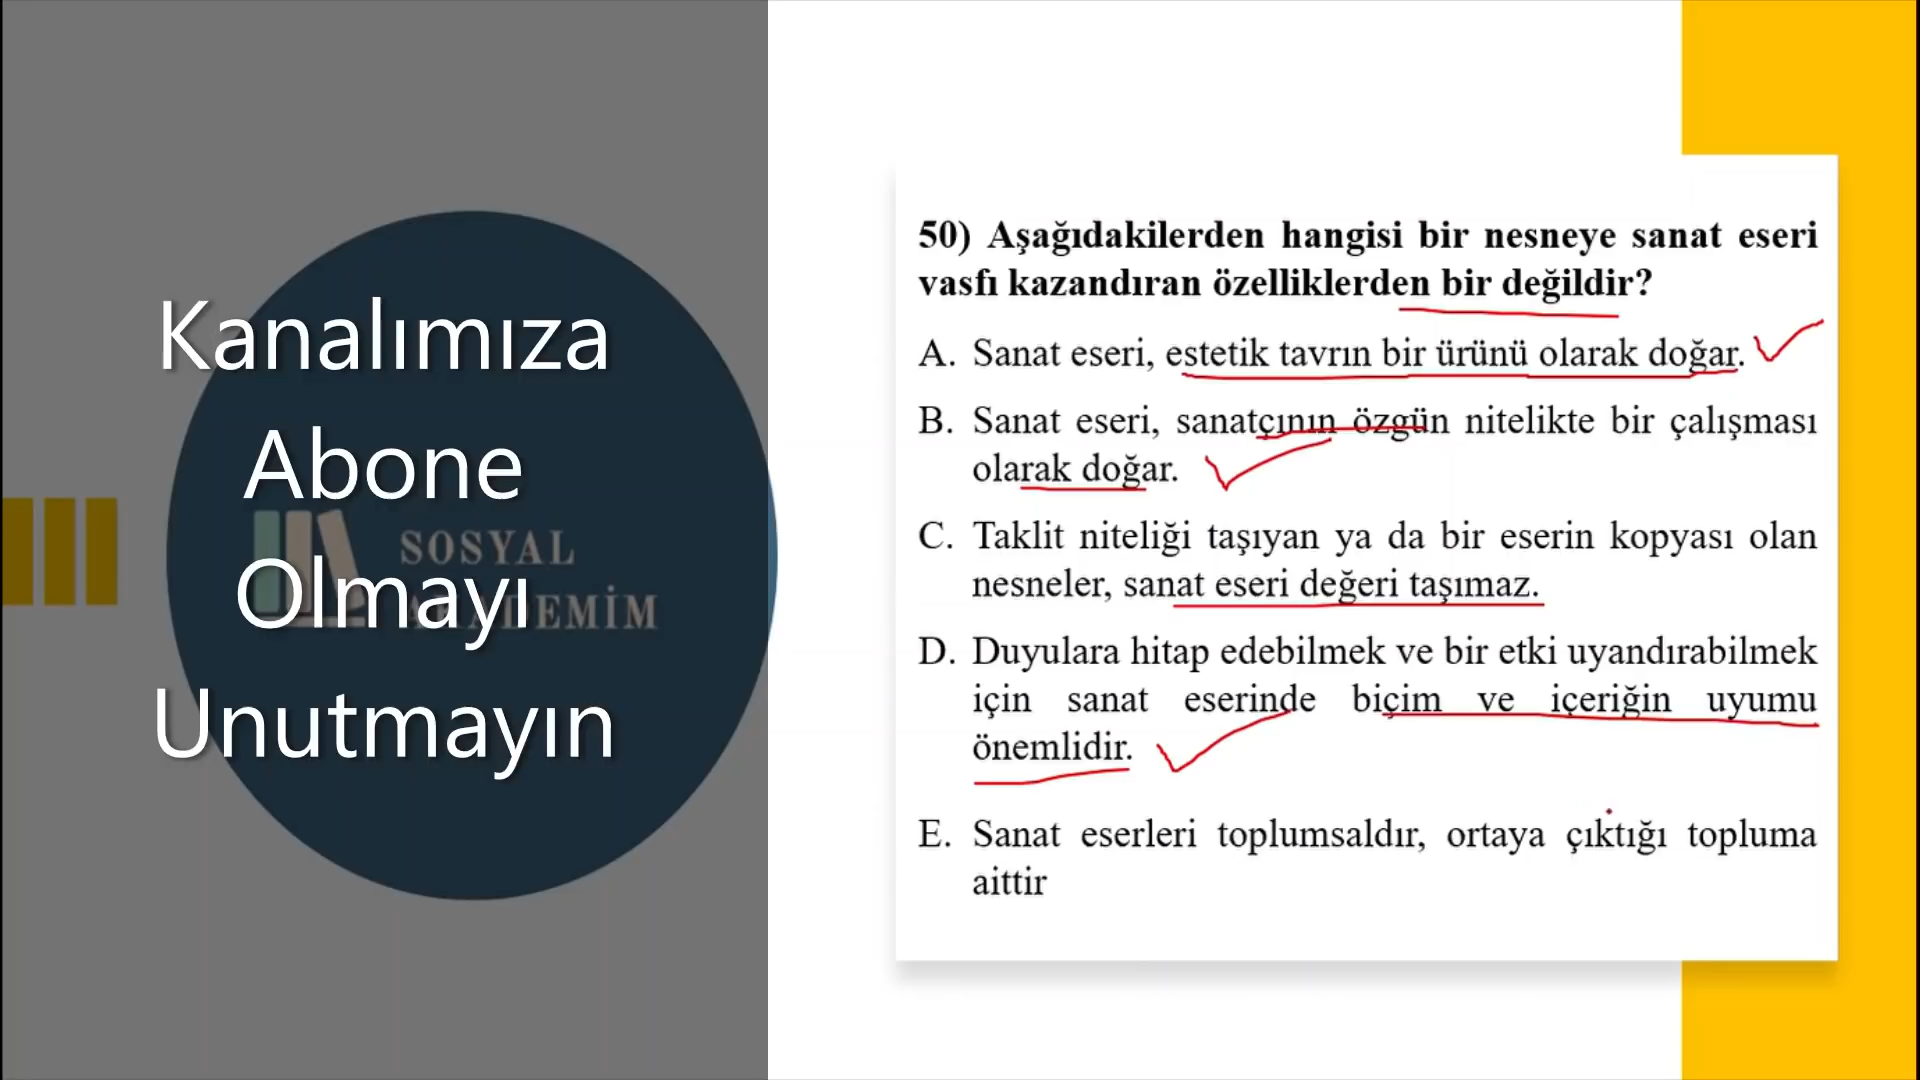 Kanalımıza
Abone
Olmayı
Unutmayın
SOSYAL
AKADEMİM
50) Aşağıdakilerden hangisi bir nesneye sanat eseri
vasfı kazandıran özelliklerden bir değildir?
A. Sanat eseri, estetik tavrın bir ürünü olarak doğar.
B. Sanat eseri, sanatçının özgün nitelikte bir çalışması
olarak doğar.
C. Taklit niteliği taşıyan ya da bir eserin kopyası olan
nesneler, sanat eseri değeri taşımaz.
D. Duyulara hitap edebilmek ve bir etki uyandırabilmek
için sanat eserinde biçim ve içeriğin uyumu
önemlidir.
E. Sanat eserleri toplumsaldır, ortaya çıktığı topluma
aittir